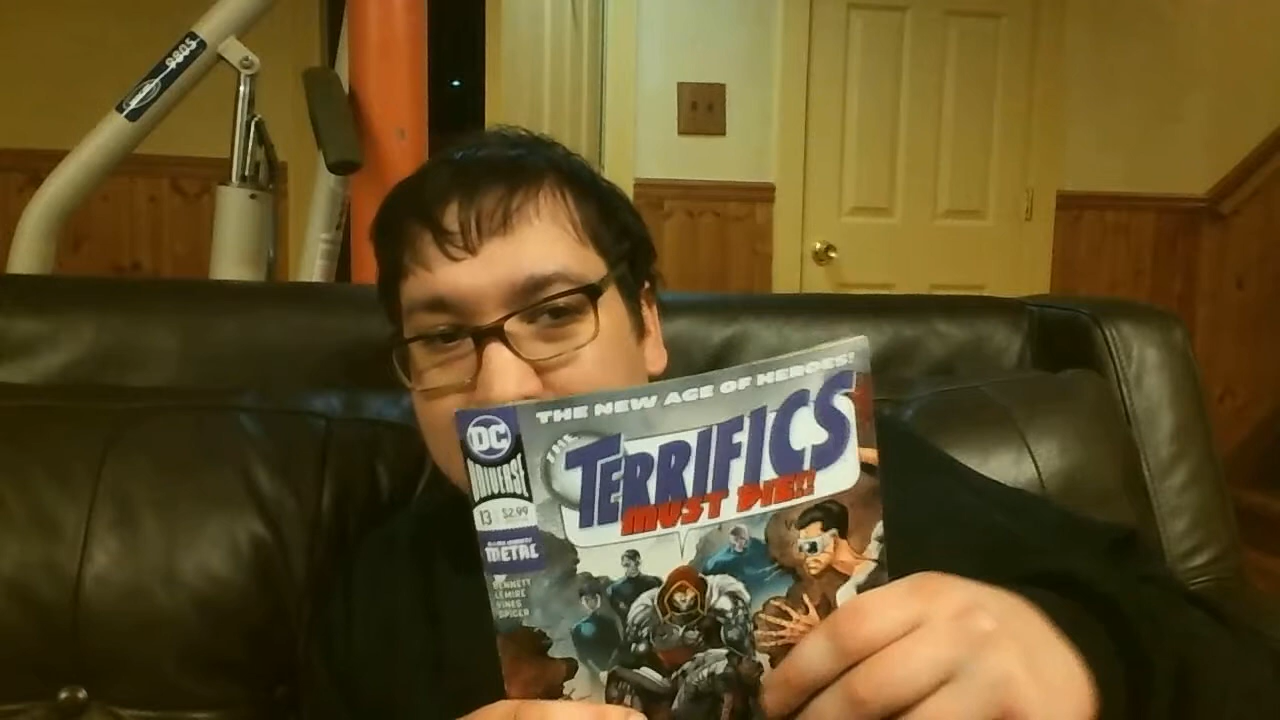 9805
THE NEW AGE OF HEROES!
DC
UNIVERSE
THE
TERRIFICS
MUST DIE!!
13 $2.99
METAL
BENNETT
LEMIRE
VINES
SPICER